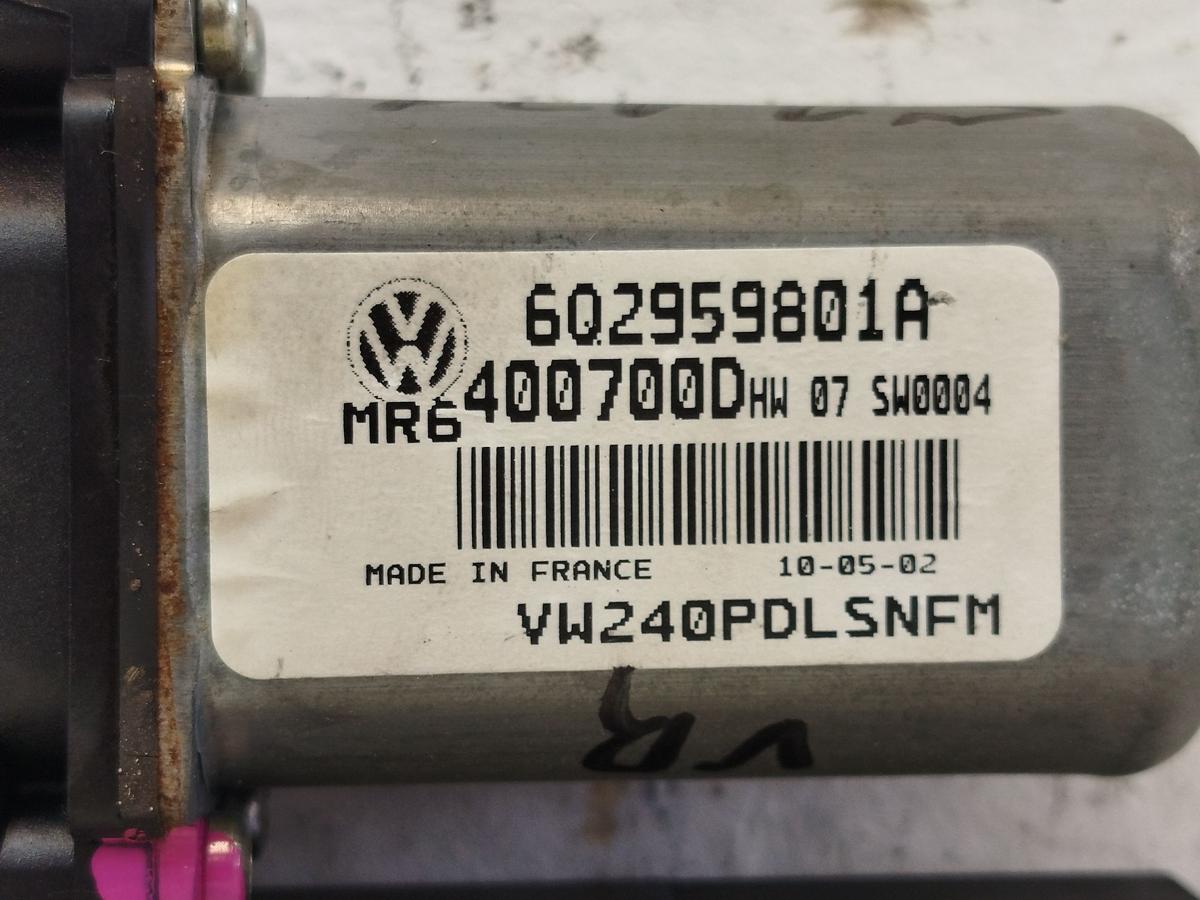 6Q2959801A
400700D HW 07 SW0004
MR6
MADE IN FRANCE 10-05-02
VW240PDLSNFM
VR